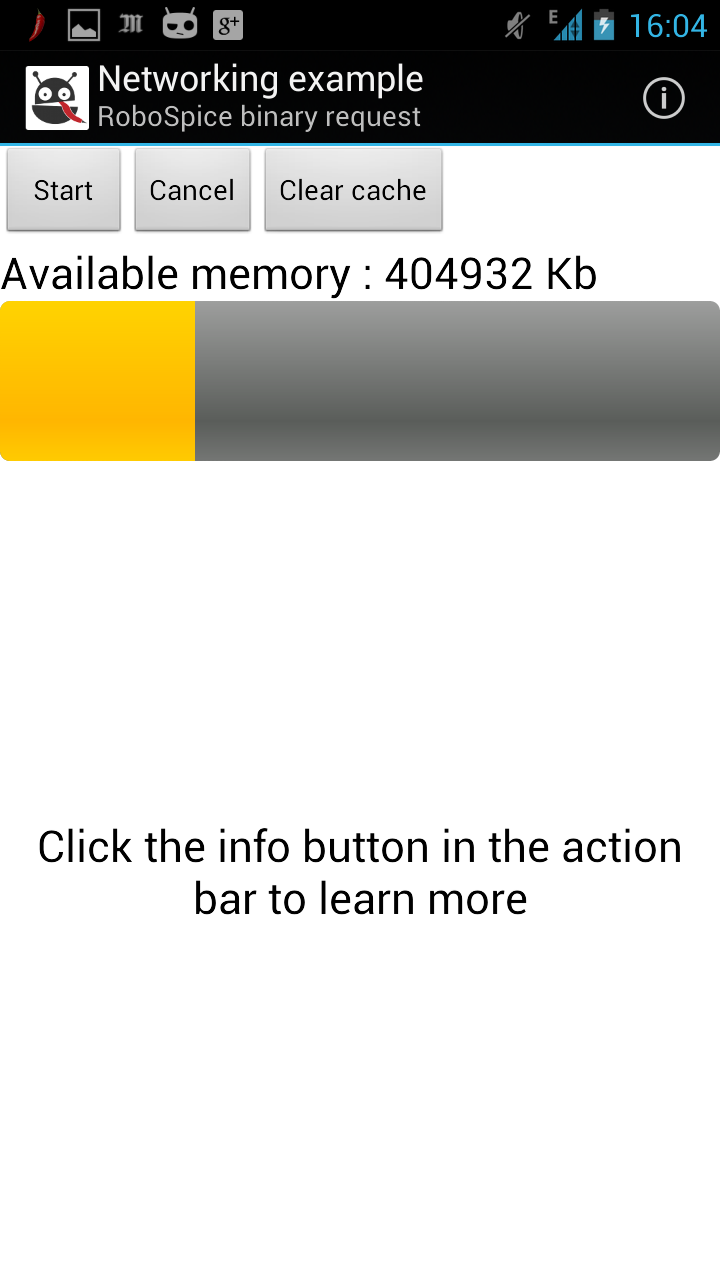 g+
E
16:04
Networking example
RoboSpice binary request
Start
Cancel
Clear cache
Available memory : 404932 Kb
Click the info button in the action
bar to learn more